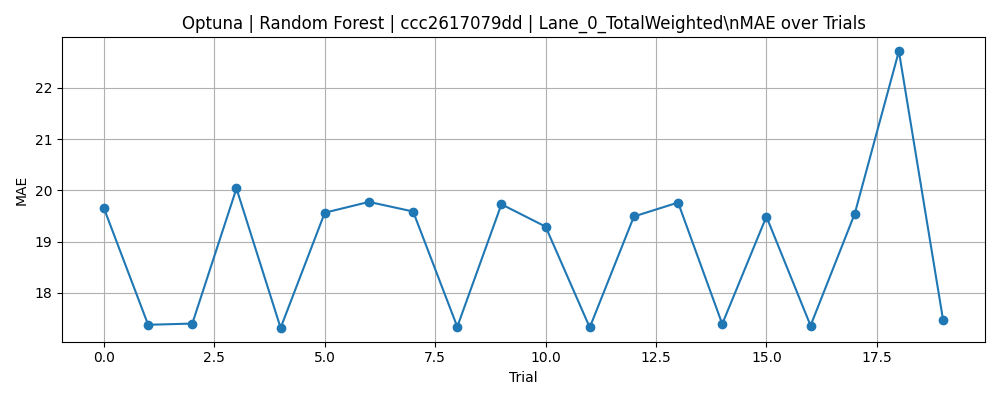 Optuna | Random Forest | ccc2617079dd | Lane_0_TotalWeighted\nMAE over Trials
MAE
22
21
20
19
18
0.0 2.5 5.0 7.5 10.0 12.5 15.0 17.5
Trial